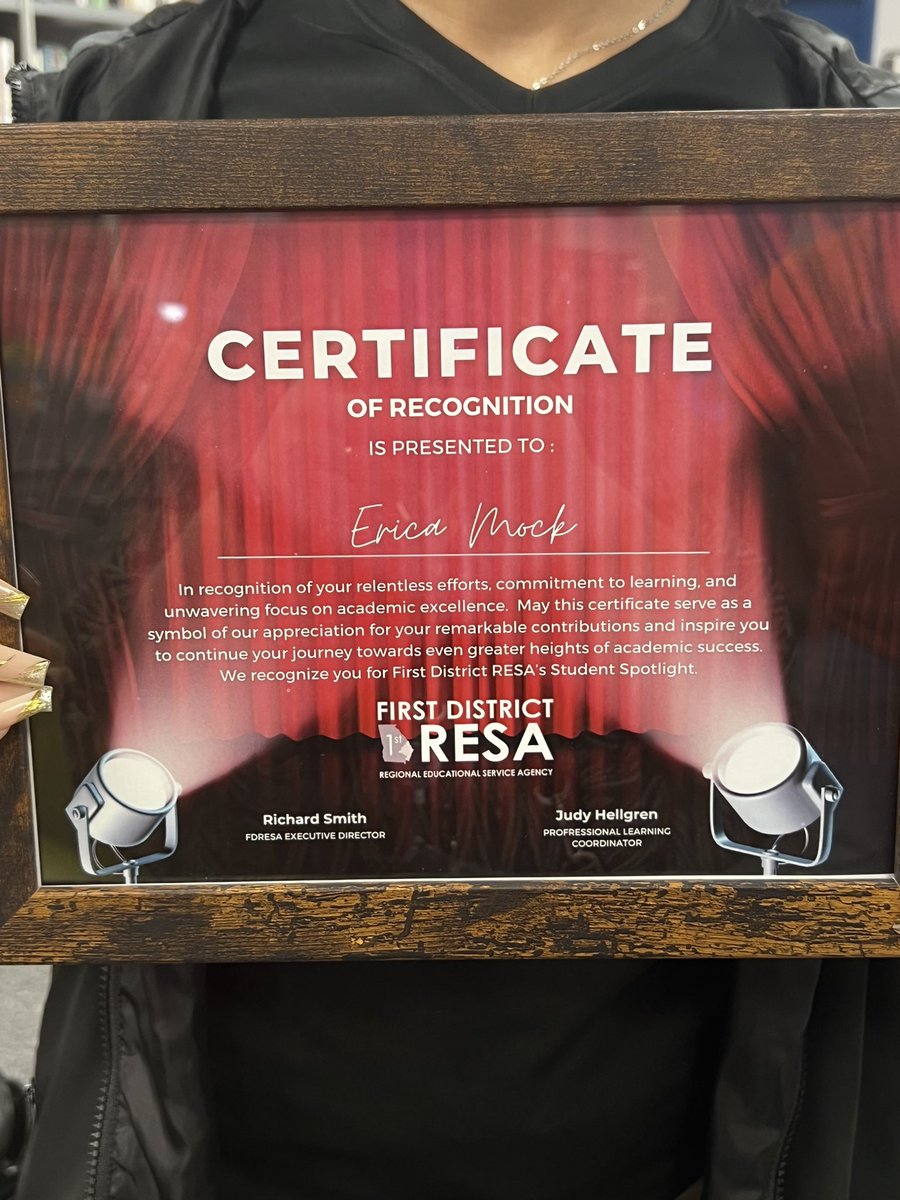 CERTIFICATE
OF RECOGNITION
IS PRESENTED TO :
Erica Mock
In recognition of your relentless efforts, commitment to learning, and
unwavering focus on academic excellence. May this certificate serve as a
symbol of our appreciation for your remarkable contributions and inspire you
to continue your journey towards even greater heights of academic success.
We recognize you for First District RESA's Student Spotlight.
FIRST DISTRICT
1st RESA
REGIONAL EDUCATIONAL SERVICE AGENCY
Richard Smith
FDRESA EXECUTIVE DIRECTOR
Judy Hellgren
PROFRESSIONAL LEARNING
COORDINATOR